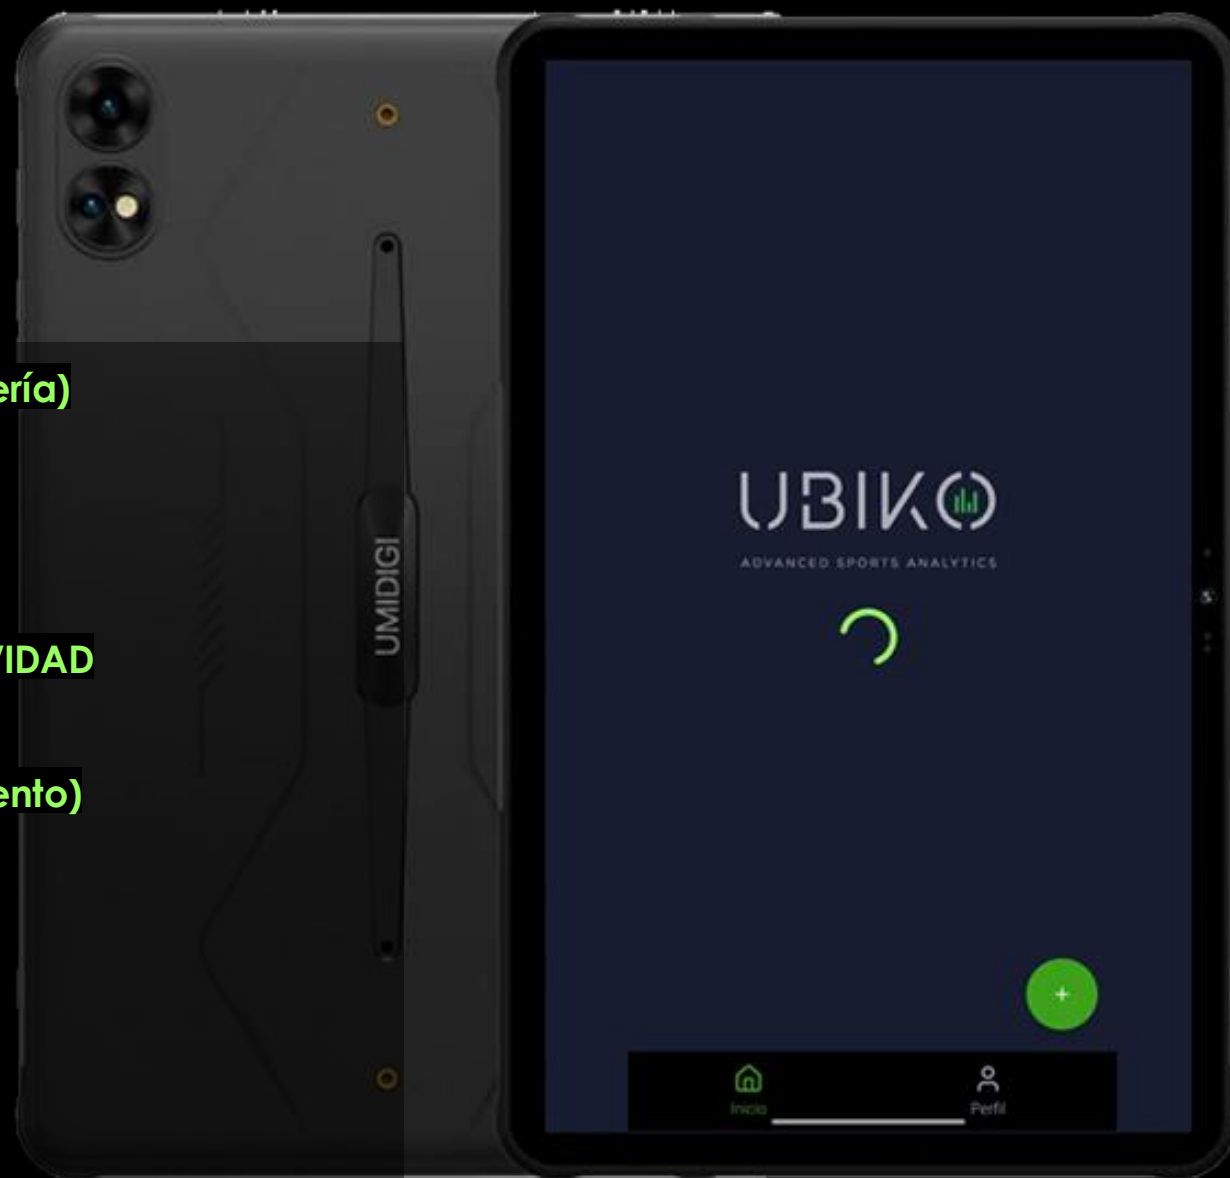 ería)
VIDAD
ento)
UMIDIGI
UBIKO
ADVANCED SPORTS ANALYTICS
+
Inicio
Perfil